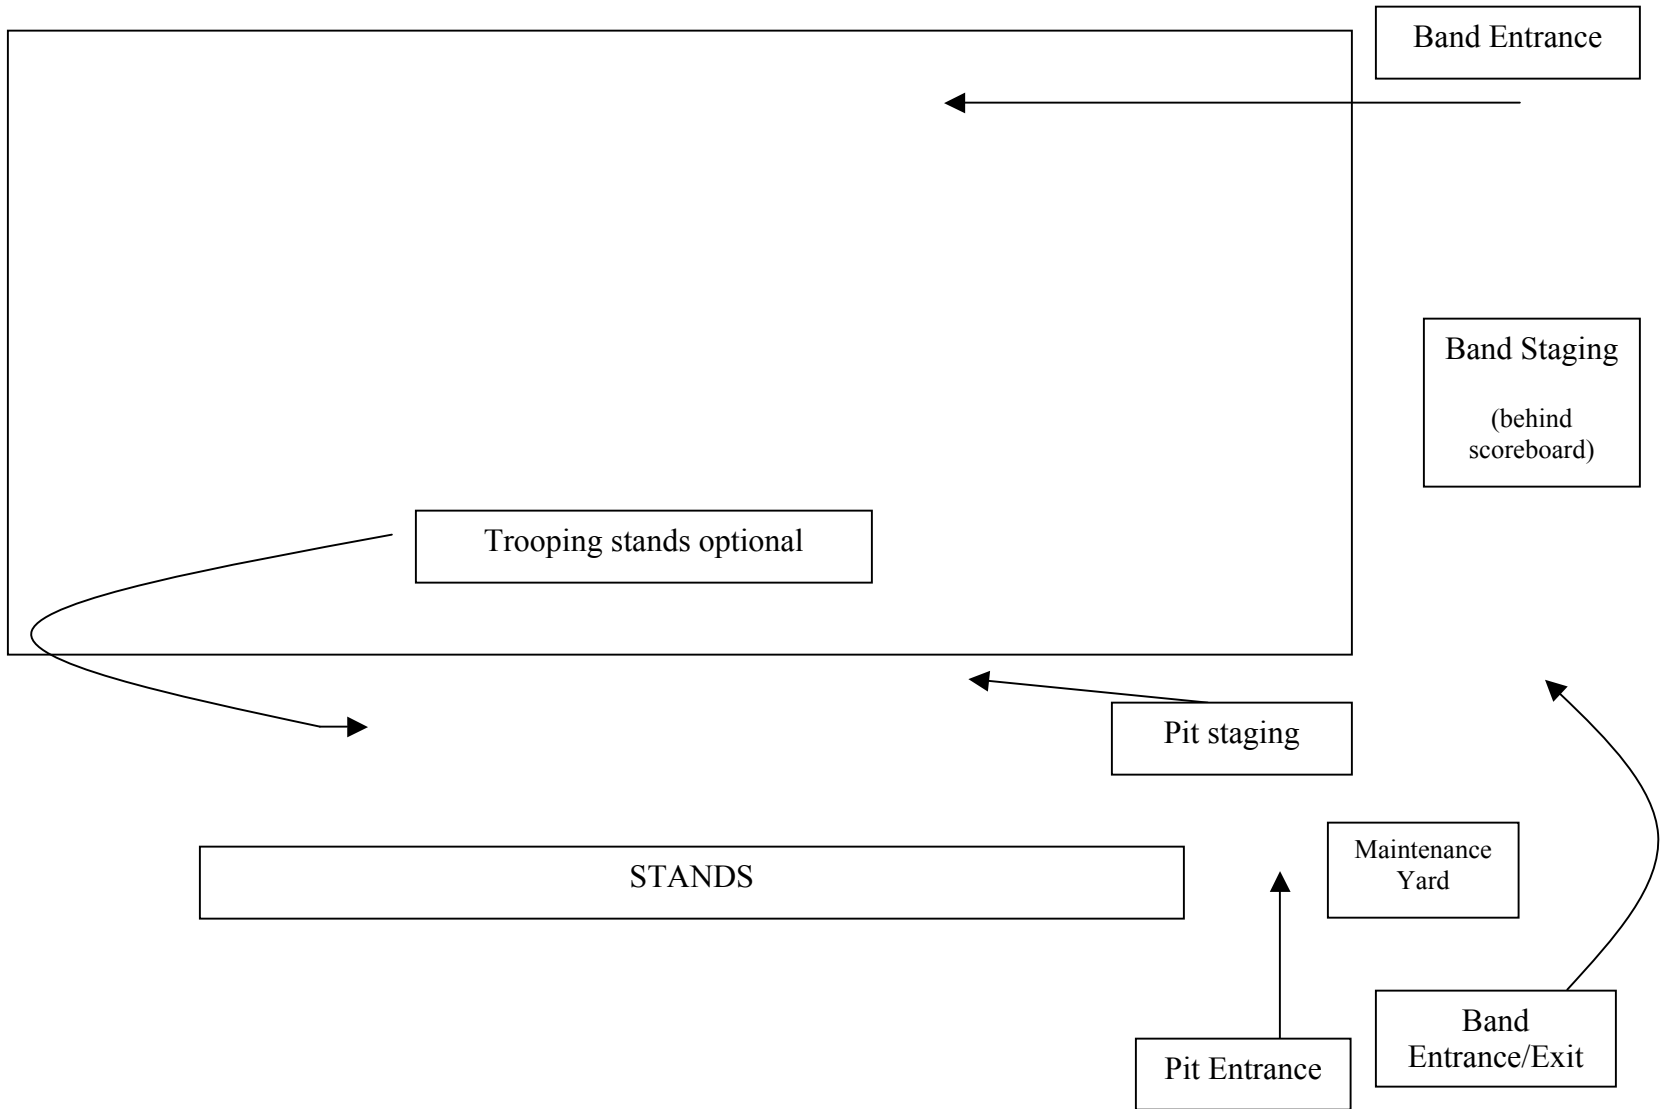 Band Entrance
Band Staging
(behind
scoreboard)
Trooping stands optional
Pit staging
Maintenance
Yard
STANDS
Band
Entrance/Exit
Pit Entrance